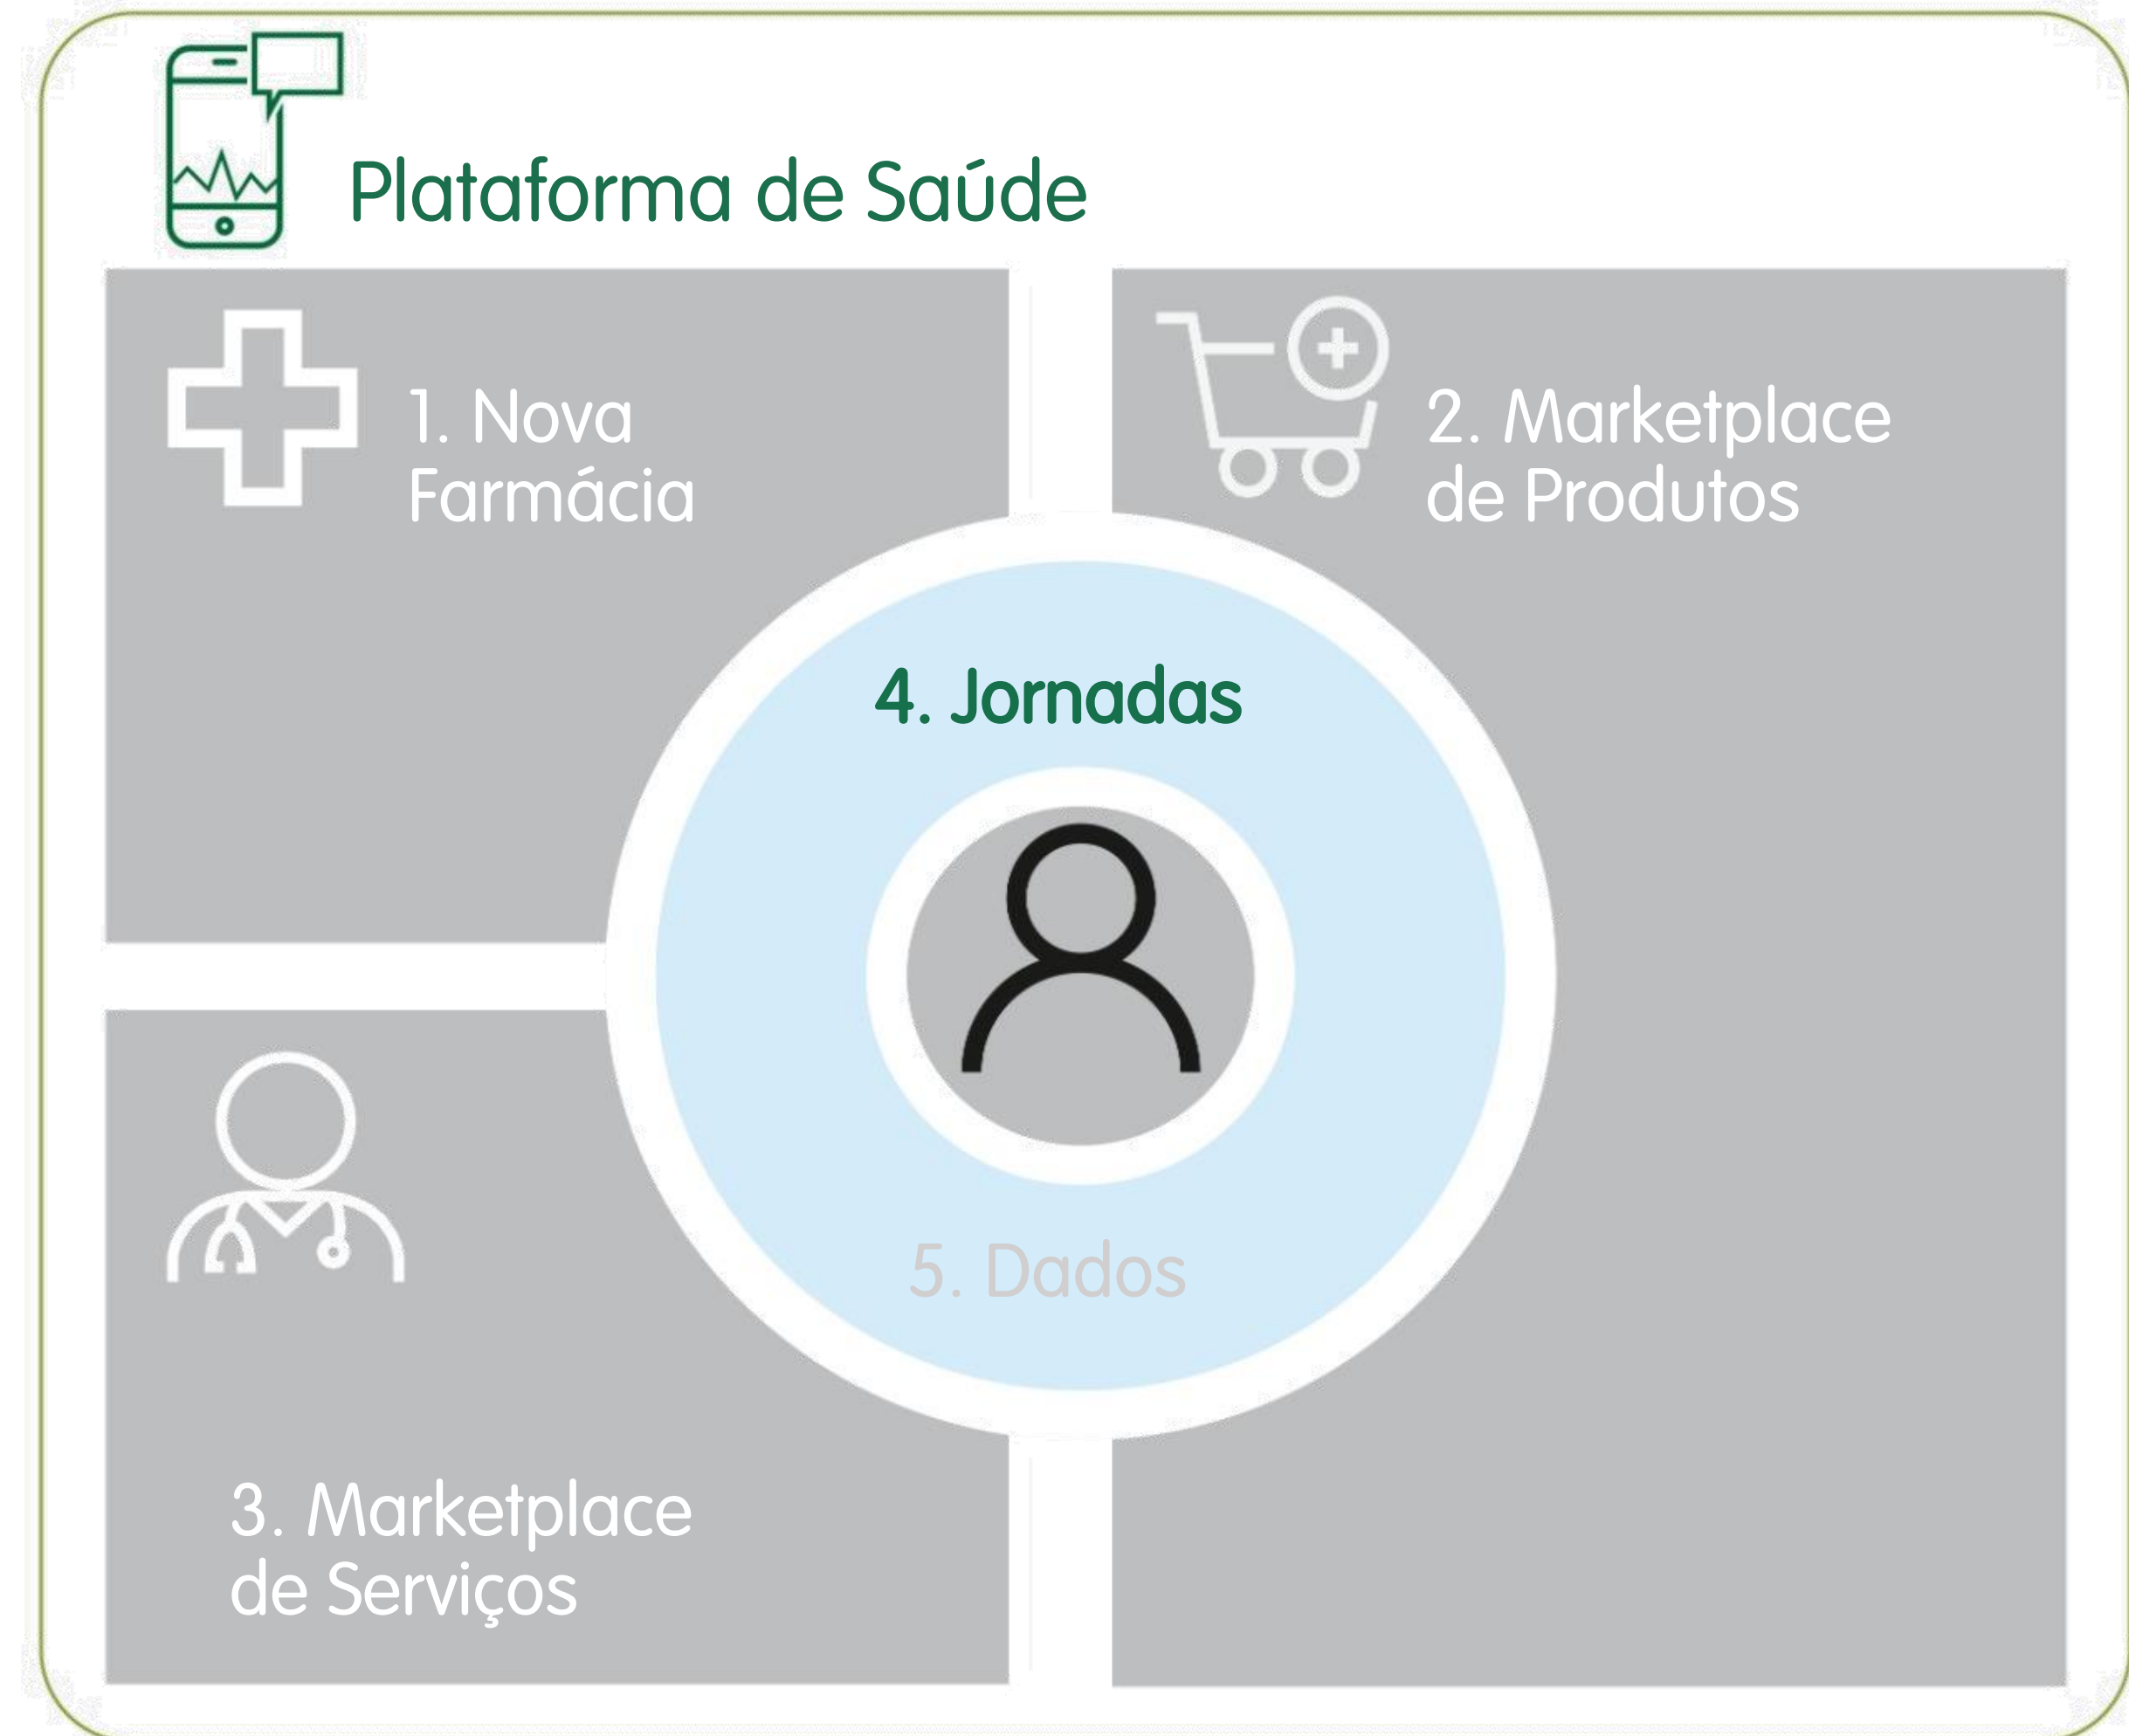 Plataforma de Saúde
1. Nova
Farmácia
2. Marketplace
de Produtos
4. Jornadas
5. Dados
3. Marketplace
de Serviços